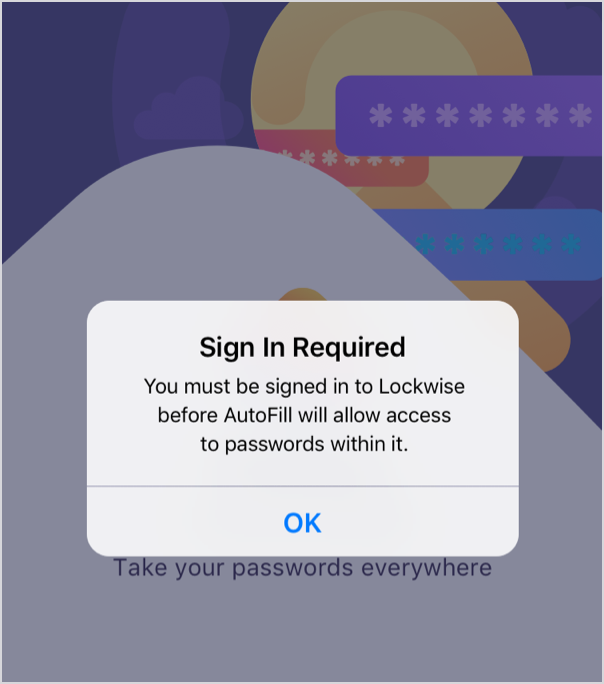 *******
******
******
Sign In Required
You must be signed in to Lockwise
before AutoFill will allow access
to passwords within it.
OK
Take your passwords everywhere